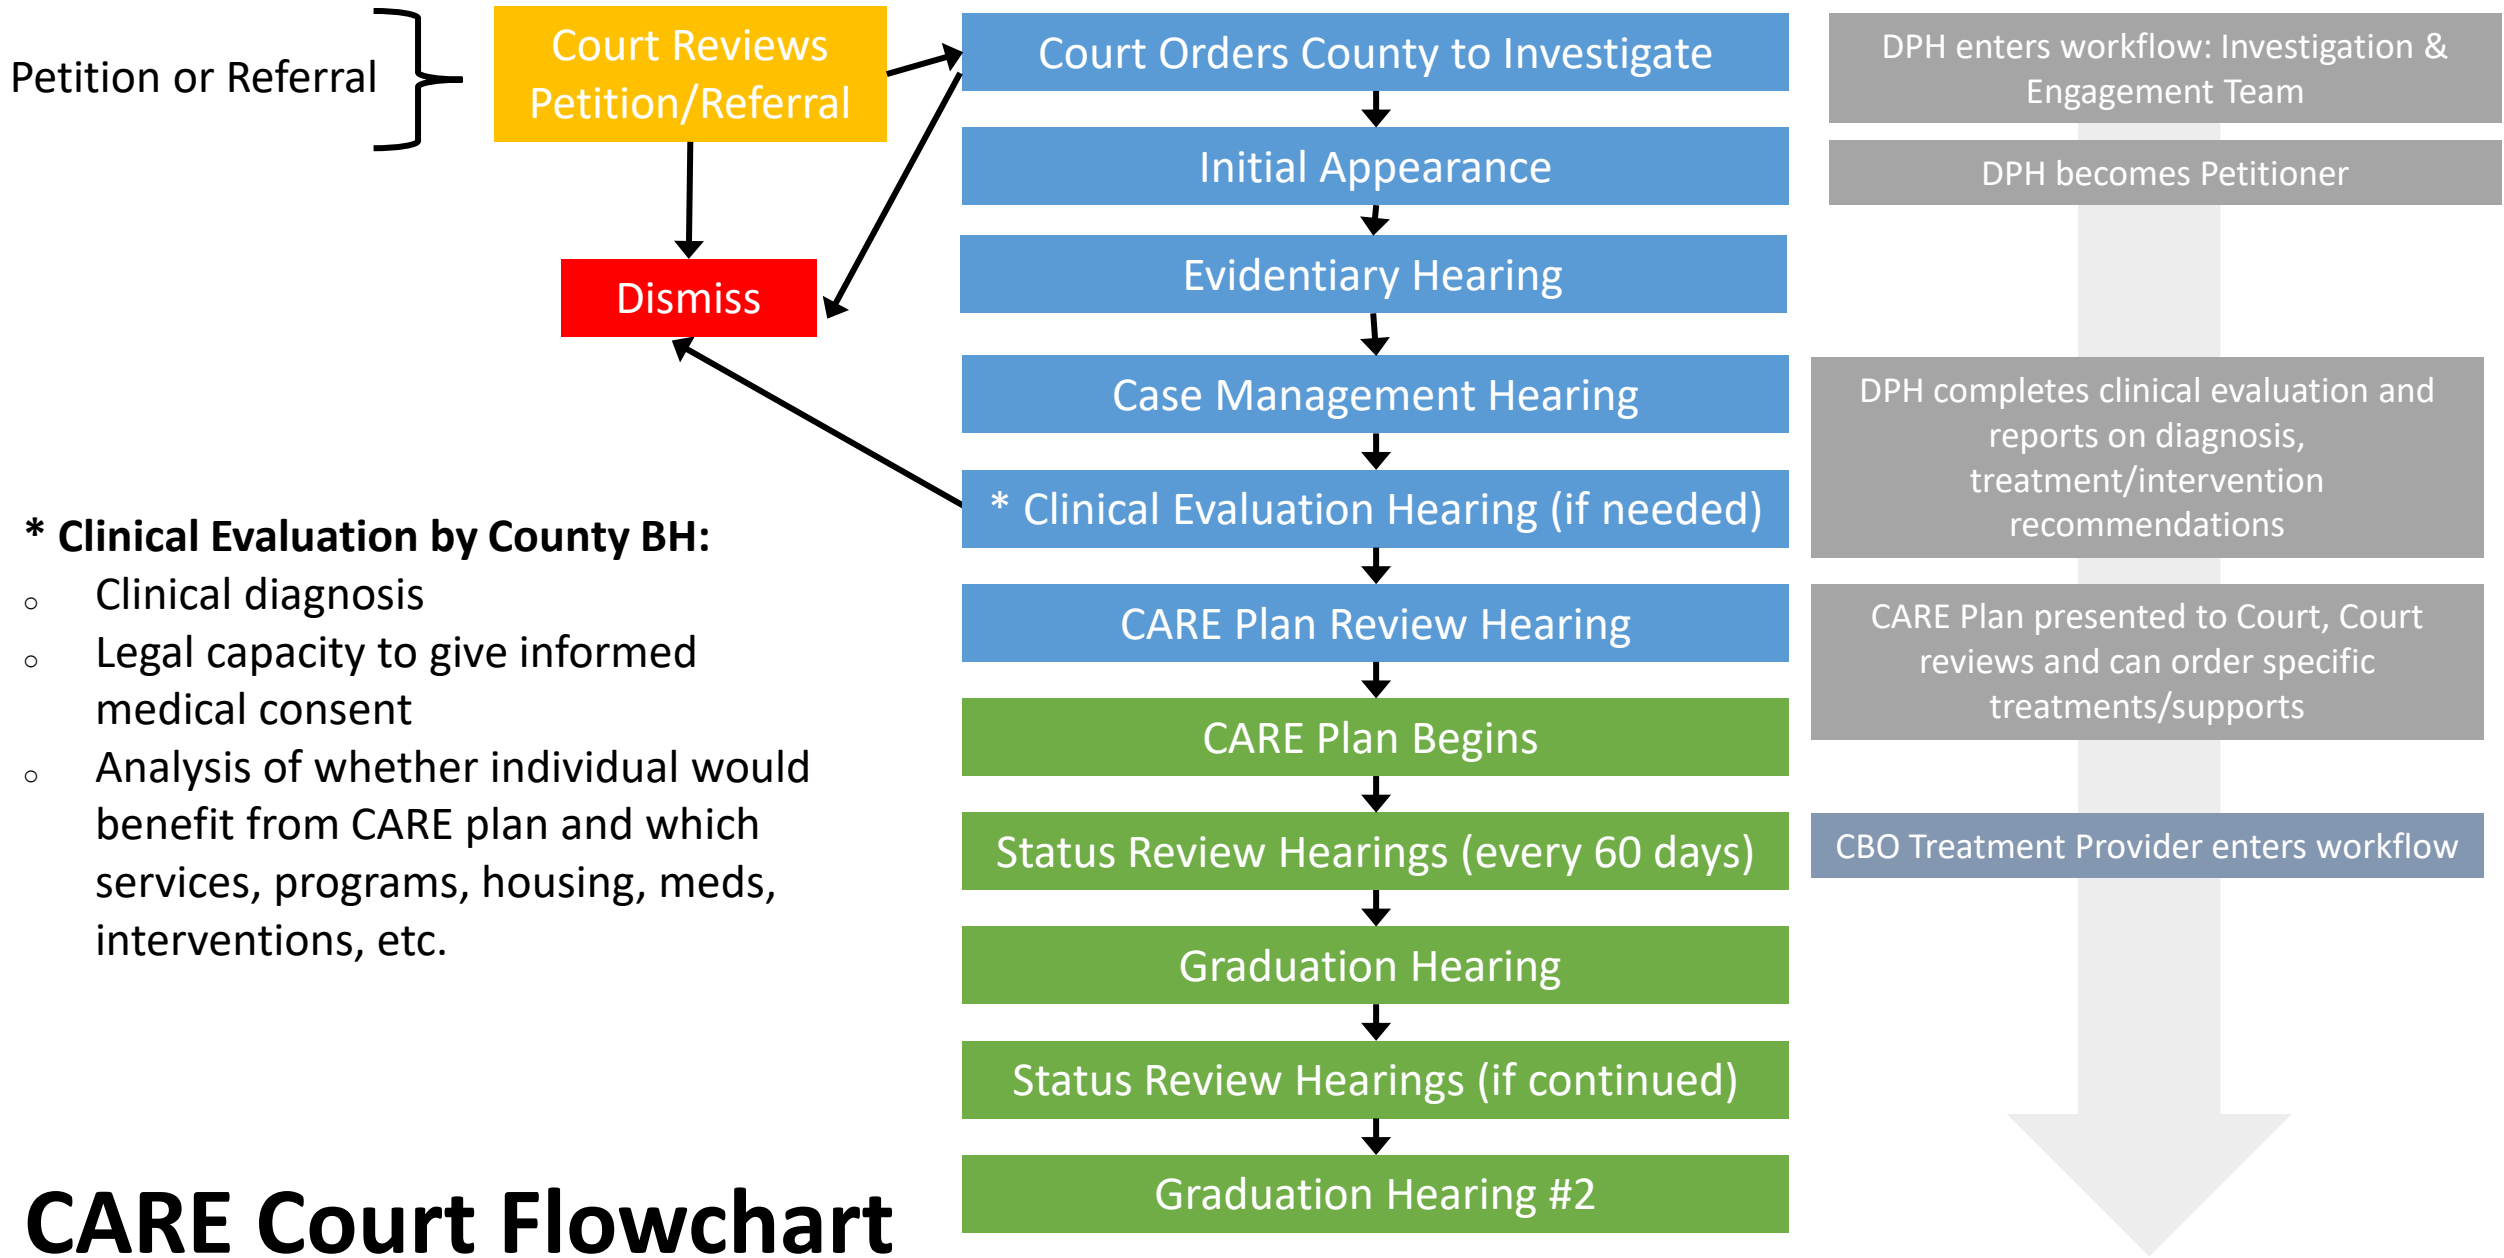 Petition or Referral
Court Reviews
Petition/Referral
Dismiss
Court Orders County to Investigate
Initial Appearance
Evidentiary Hearing
Case Management Hearing
* Clinical Evaluation Hearing (if needed)
CARE Plan Review Hearing
CARE Plan Begins
Status Review Hearings (every 60 days)
Graduation Hearing
Status Review Hearings (if continued)
Graduation Hearing #2
DPH enters workflow: Investigation &
Engagement Team
DPH becomes Petitioner
DPH completes clinical evaluation and
reports on diagnosis,
treatment/intervention
recommendations
CARE Plan presented to Court, Court
reviews and can order specific
treatments/supports
CBO Treatment Provider enters workflow
* Clinical Evaluation by County BH:
○ Clinical diagnosis
○ Legal capacity to give informed
medical consent
○ Analysis of whether individual would
benefit from CARE plan and which
services, programs, housing, meds,
interventions, etc.
CARE Court Flowchart